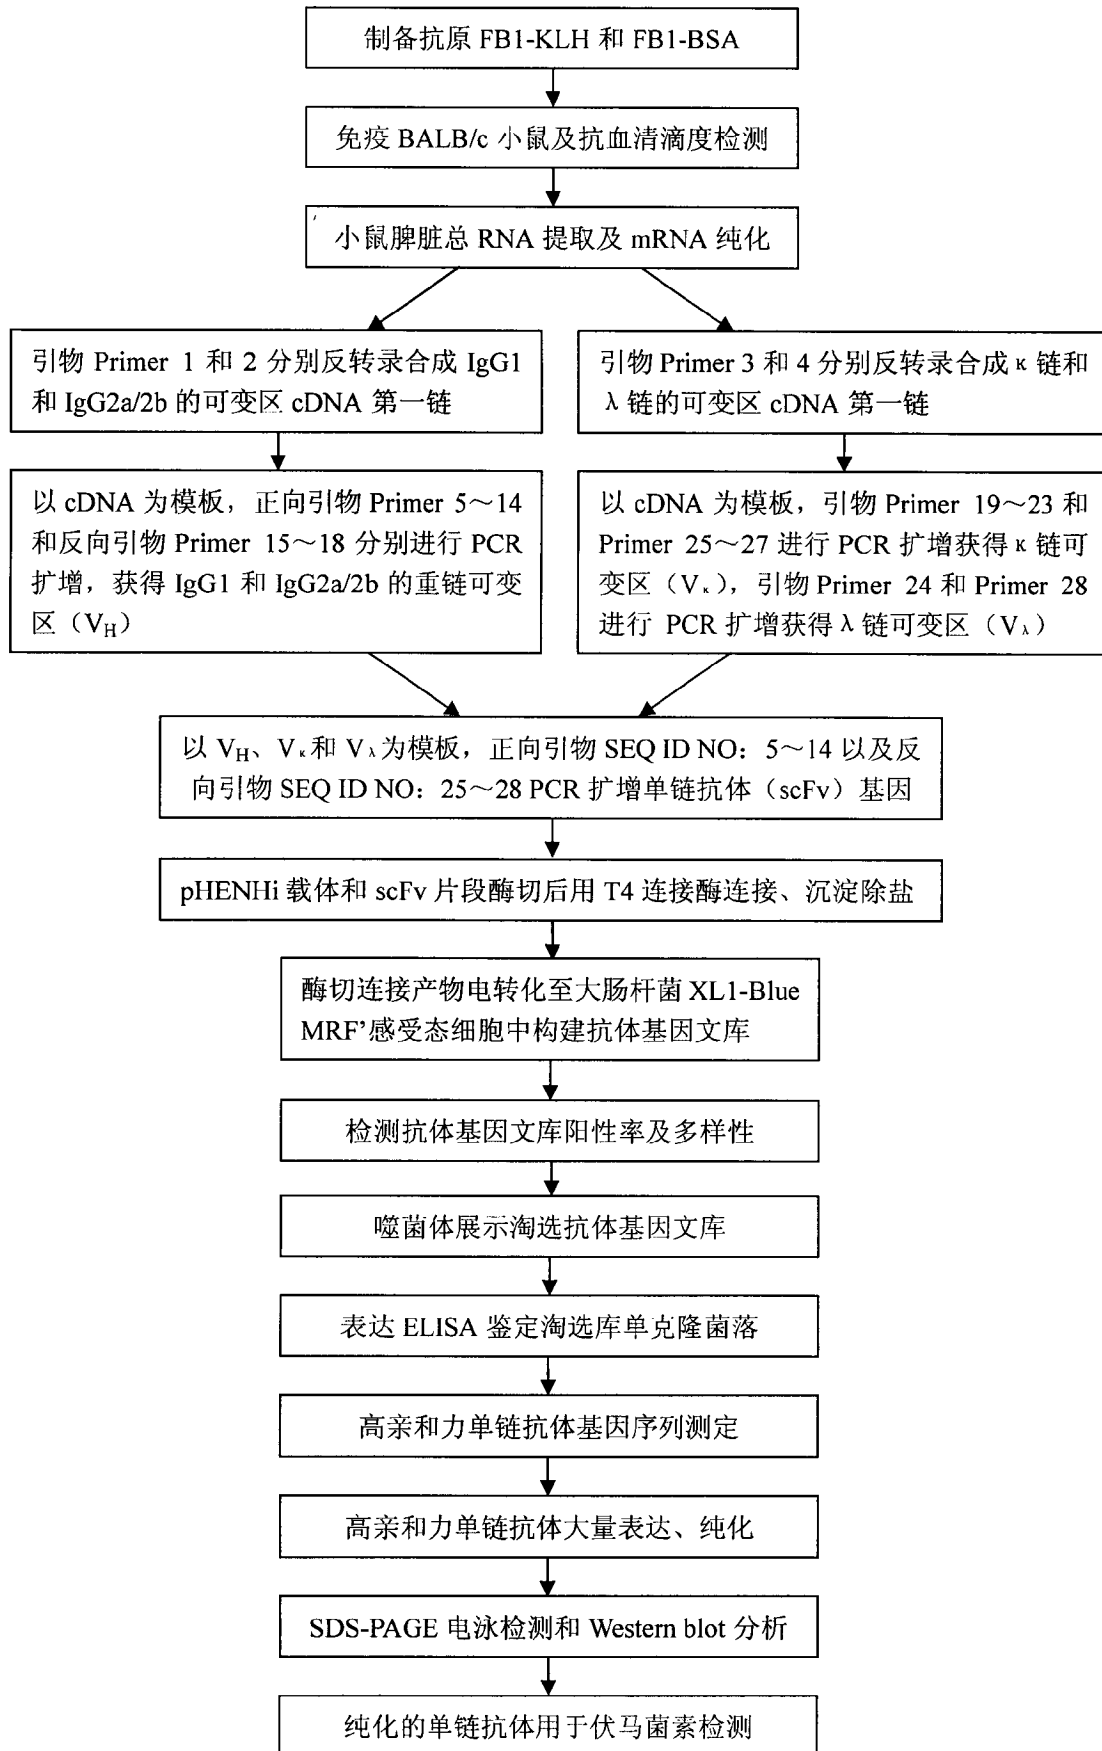 制备抗原 FB1-KLH 和 FB1-BSA
免疫 BALB/c 小鼠及抗血清滴度检测
小鼠脾脏总 RNA 提取及 mRNA 纯化
引物 Primer 1 和 2 分别反转录合成 IgG1
和 IgG2a/2b 的可变区 cDNA 第一链
引物 Primer 3 和 4 分别反转录合成 κ 链和
λ 链的可变区 cDNA 第一链
以 cDNA 为模板，正向引物 Primer 5～14
和反向引物 Primer 15～18 分别进行 PCR
扩增，获得 IgG1 和 IgG2a/2b 的重链可变
区（VH）
以 cDNA 为模板，引物 Primer 19～23 和
Primer 25～27 进行 PCR 扩增获得 κ 链可
变区（Vκ），引物 Primer 24 和 Primer 28
进行 PCR 扩增获得 λ 链可变区（Vλ）
以 VH、Vκ 和 Vλ 为模板，正向引物 SEQ ID NO：5～14 以及反
向引物 SEQ ID NO：25～28 PCR 扩增单链抗体（scFv）基因
pHENHi 载体和 scFv 片段酶切后用 T4 连接酶连接、沉淀除盐
酶切连接产物电转化至大肠杆菌 XL1-Blue
MRF’感受态细胞中构建抗体基因文库
检测抗体基因文库阳性率及多样性
噬菌体展示淘选抗体基因文库
表达 ELISA 鉴定淘选库单克隆菌落
高亲和力单链抗体基因序列测定
高亲和力单链抗体大量表达、纯化
SDS-PAGE 电泳检测和 Western blot 分析
纯化的单链抗体用于伏马菌素检测